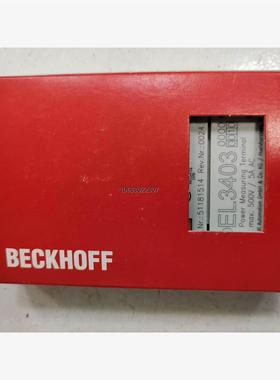 EL3403
Power Measuring Terminal
max. 500V / 5A AC
Nr.: 51181514 Rev.Nr.: 0024
BECKHOFF